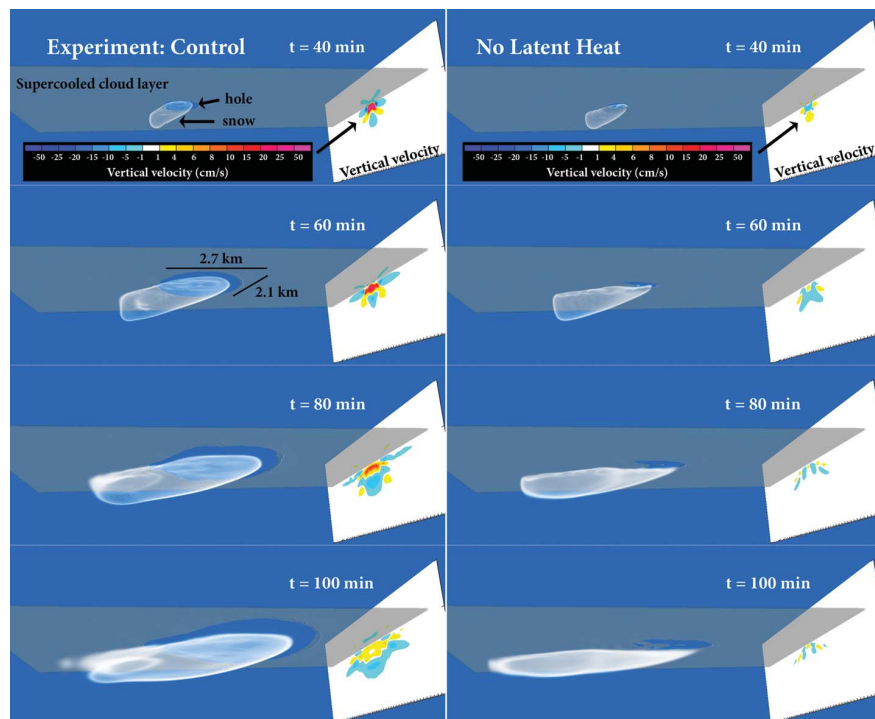 Experiment: Control
t = 40 min
Supercooled cloud layer
hole
snow
-50 -25 -20 -15 -10 -5 -1 1 4 6 8 10 15 20 25 50
Vertical velocity (cm/s)
Vertical velocity
No Latent Heat
t = 40 min
-50 -25 -20 -15 -10 -5 -1 1 4 6 8 10 15 20 25 50
Vertical velocity (cm/s)
Vertical velocity
t = 60 min
2.7 km
2.1 km
t = 60 min
t = 80 min
t = 80 min
t = 100 min
t = 100 min